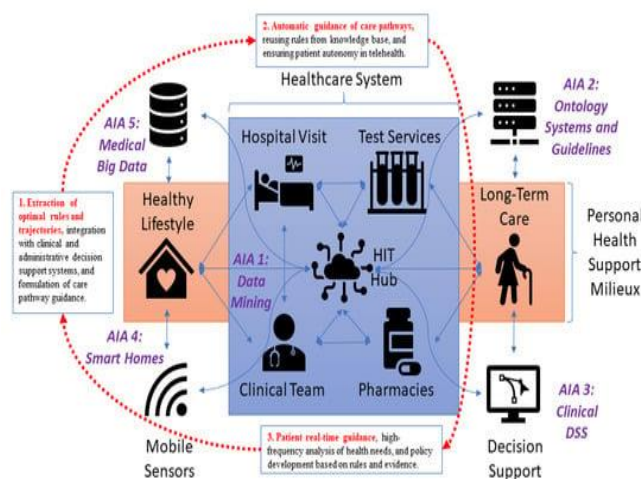 2. Automatic guidance of care pathways,
reusing rules from knowledge base, and
ensuring patient autonomy in telehealth.
Healthcare System
AIA 5:
Medical
Big Data
Hospital Visit
Test Services
AIA 2:
Ontology
Systems and
Guidelines
1. Extraction of
optimal rules and
trajectories, integration
with clinical and
administrative decision
support systems, and
formulation of care
pathway guidance.
Healthy
Lifestyle
AIA 1:
Data
Mining
HIT
Hub
Long-Term
Care
Personal
Health
Support
Milieux
AIA 4:
Smart Homes
Clinical Team
Pharmacies
AIA 3:
Clinical
DSS
Mobile
Sensors
3. Patient real-time guidance, high-
frequency analysis of health needs, and policy
development based on rules and evidence.
Decision
Support